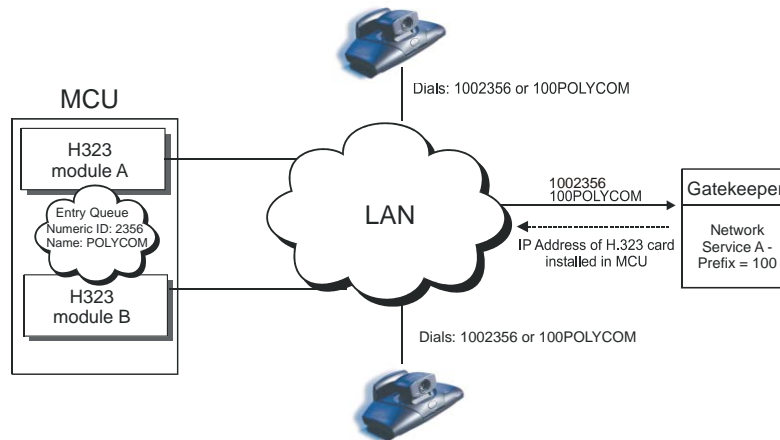 Dials: 1002356 or 100POLYCOM
MCU
H323
module A
Entry Queue
Numeric ID: 2356
Name: POLYCOM
H323
module B
LAN
1002356
100POLYCOM
IP Address of H.323 card
installed in MCU
Gatekeeper
Network
Service A -
Prefix = 100
Dials: 1002356 or 100POLYCOM